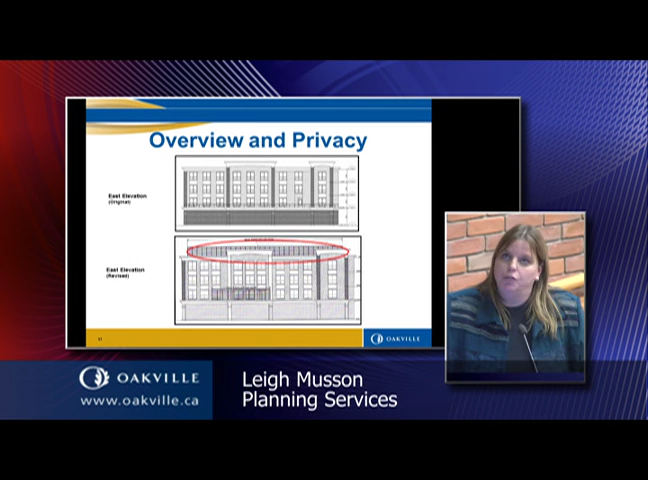 Overview and Privacy
East Elevation
(Original)
East Elevation
(Revised)
OAKVILLE
OAKVILLE
www.oakville.ca
Leigh Musson
Planning Services